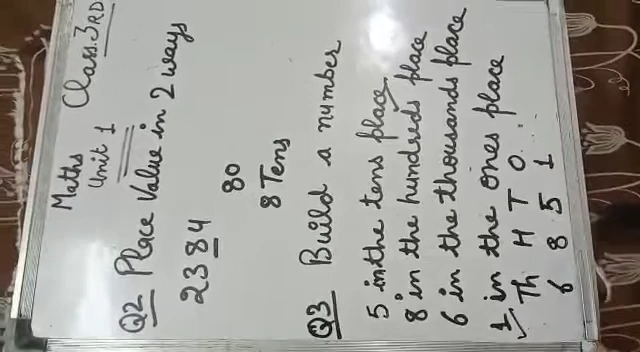 Maths Class:3RD
Unit 1
Q2 Place Value in 2 ways
2384
80
8 Tens
Q3 Build a number
5 in the tens place
8 in the hundreds place
6 in the thousands place
1 in the ones place
Th H T O
6 8 5 1